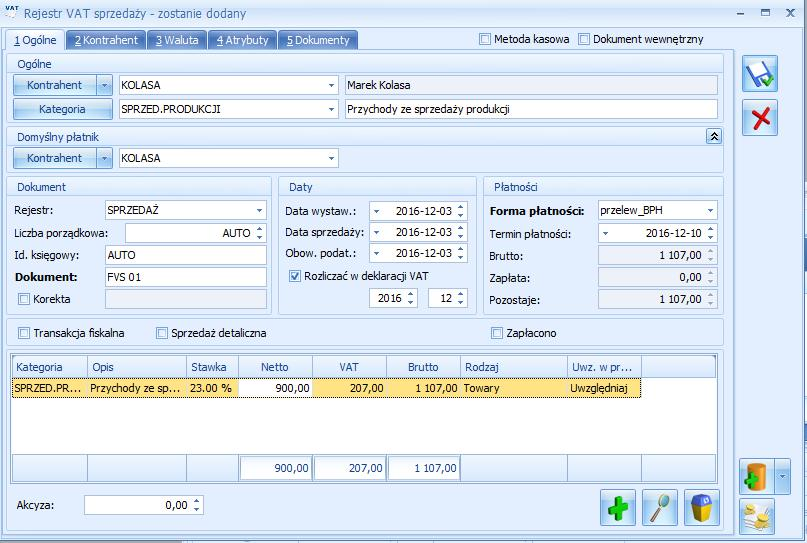 VAT Rejestr VAT sprzedaży - zostanie dodany
1 Ogólne 2 Kontrahent 3 Waluta 4 Atrybuty 5 Dokumenty Metoda kasowa Dokument wewnętrzny
Ogólne
Kontrahent KOLASA Marek Kolasa
Kategoria SPRZED.PRODUKCJI Przychody ze sprzedaży produkcji
Domyślny płatnik
Kontrahent KOLASA
Dokument
Rejestr: SPRZEDAŻ
Liczba porządkowa: AUTO
Id. księgowy: AUTO
Dokument: FVS 01
Korekta
Daty
Data wystaw.: 2016-12-03
Data sprzedaży: 2016-12-03
Obow. podat.: 2016-12-03
Rozliczać w deklaracji VAT
2016 12
Płatności
Forma płatności: przelew_BPH
Termin płatności: 2016-12-10
Brutto: 1 107,00
Zapłata: 0,00
Pozostaje: 1 107,00
Transakcja fiskalna Sprzedaż detaliczna Zapłacono
Kategoria Opis Stawka Netto VAT Brutto Rodzaj Uwz. w pr...
SPRZED.PR... Przychody ze sp... 23.00 % 900,00 207,00 1 107,00 Towary Uwzględniaj
900,00 207,00 1 107,00
Akcyza: 0,00